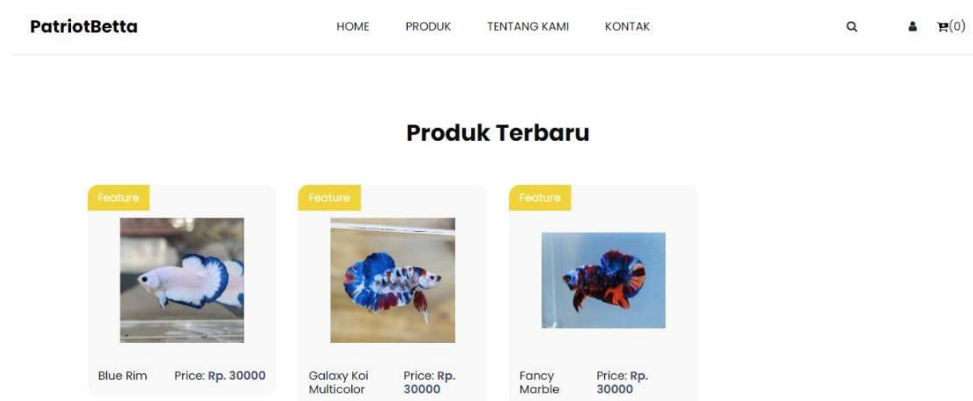 PatriotBetta HOME PRODUK TENTANG KAMI KONTAK (0)
Produk Terbaru
Feature
Feature
Feature
Blue Rim Price: Rp. 30000
Galaxy Koi Multicolor Price: Rp. 30000
Fancy Marble Price: Rp. 30000